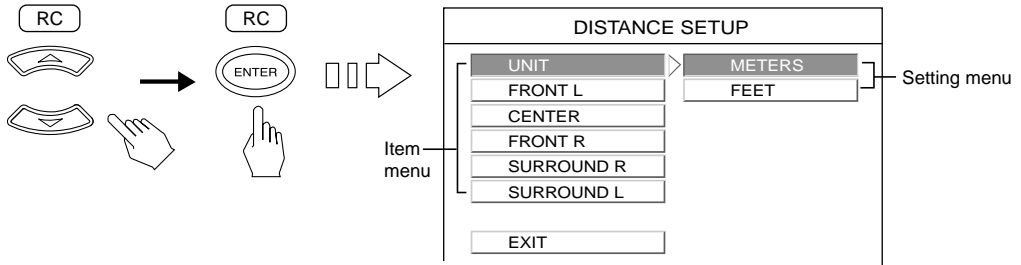 RC
RC
ENTER
DISTANCE SETUP
UNIT
METERS
FRONT L
FEET
CENTER
FRONT R
SURROUND R
SURROUND L
EXIT
Item
menu
Setting menu